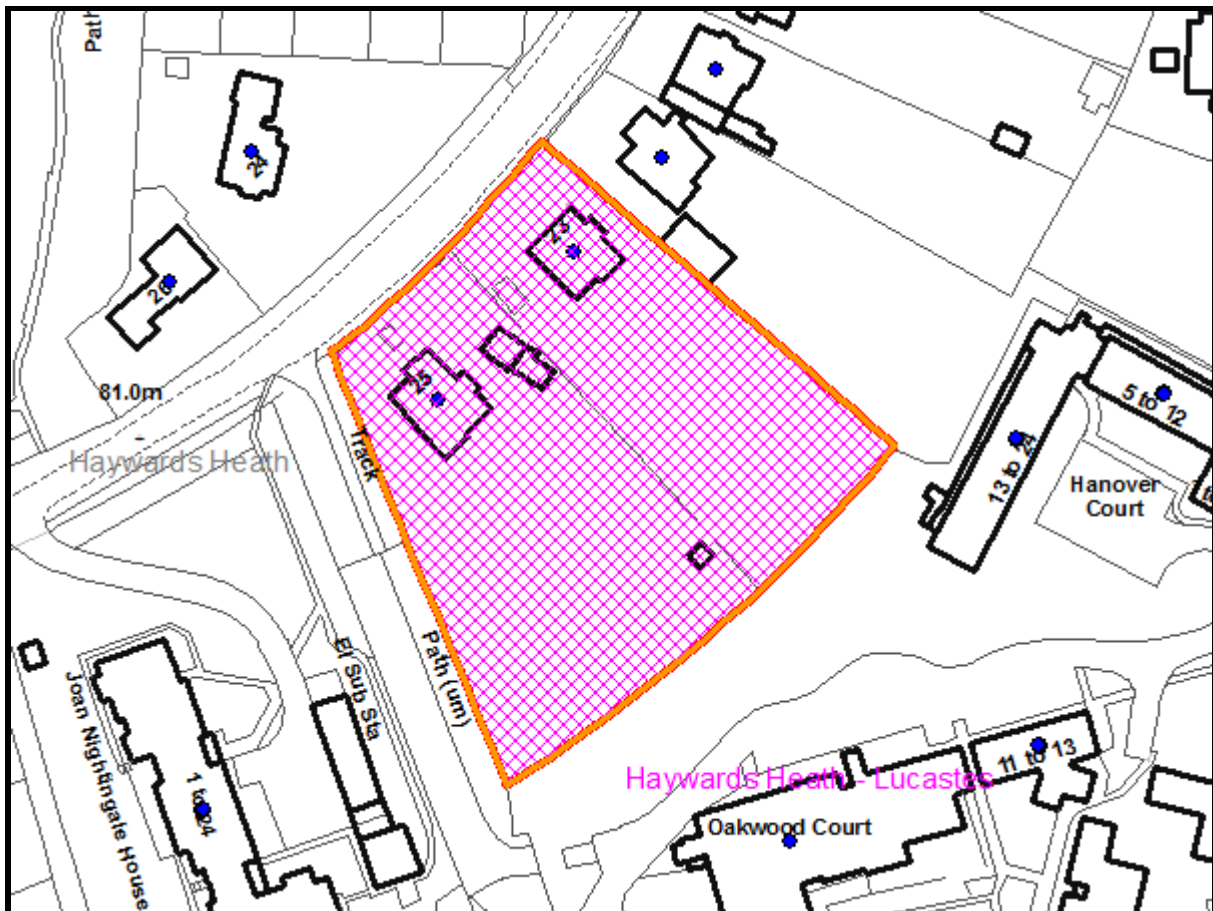 Path
24
23
26
81.0m
25
Track
Haywards Heath
5 to 12
13 to 24
Hanover
Court
to
Path (um)
El Sub Sta
Joan Nightingale House
1 to 24
Haywards Heath - Lucastes
11 to 13
Oakwood Court